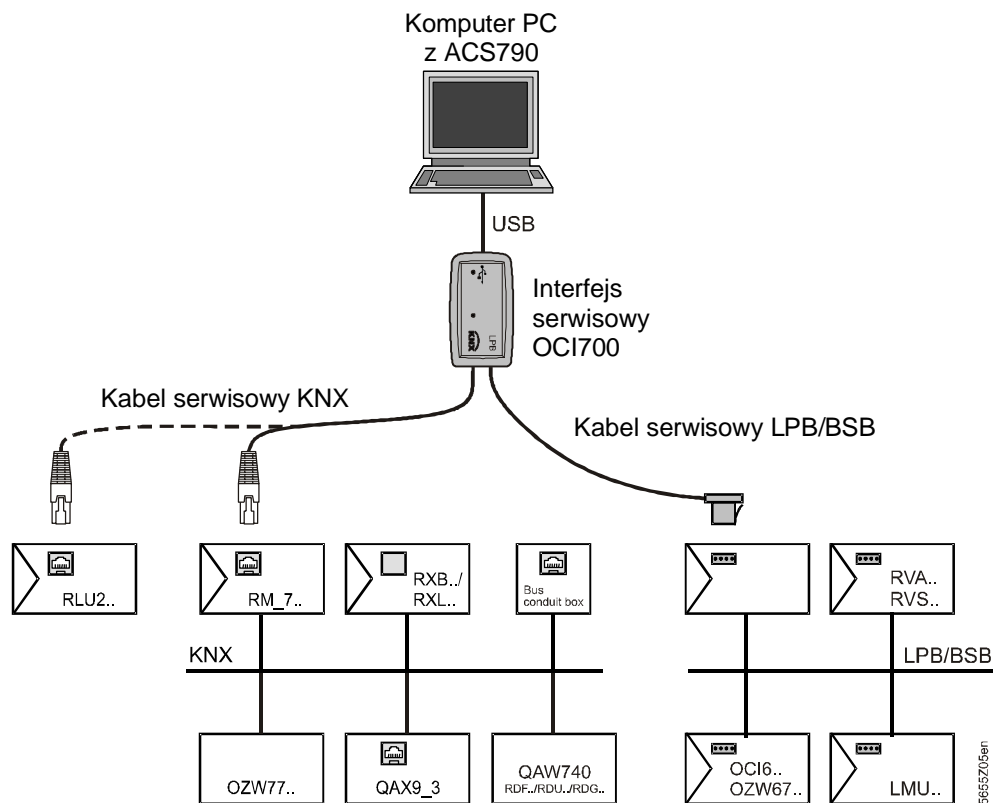 Komputer PC
z ACS790
USB
KNX
LPB
Interfejs
serwisowy
OCI700
Kabel serwisowy KNX
Kabel serwisowy LPB/BSB
RLU2..
RM_7..
RXB../
RXL..
Bus
conduit box
RVA..
RVS..
KNX
LPB/BSB
OZW77..
QAX9_3
QAW740
RDF../RDU../RDG..
OCI6..
OZW67..
LMU..
5655Z05en